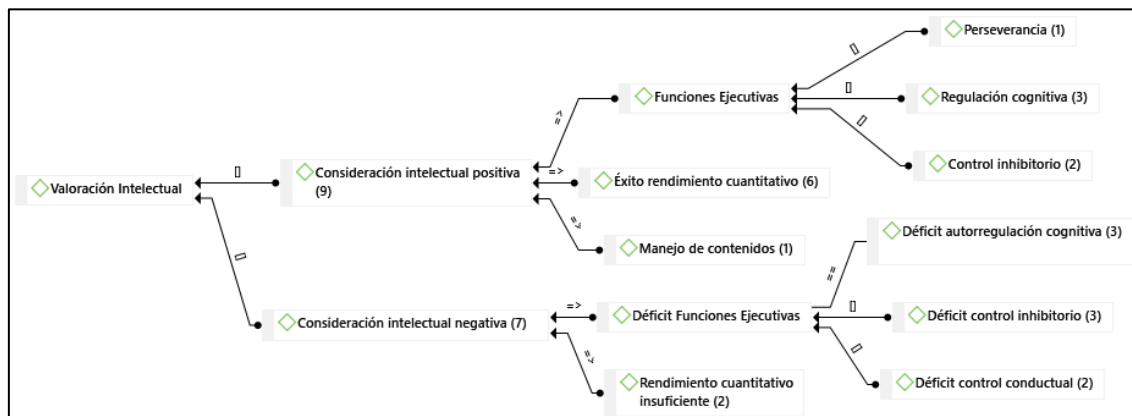 Perseverancia (1)
[]
Funciones Ejecutivas
[]
Regulación cognitiva (3)
=>
[]
Control inhibitorio (2)
Valoración Intelectual
[]
Consideración intelectual positiva
(9)
=>
Éxito rendimiento cuantitativo (6)
=>
Manejo de contenidos (1)
Déficit autorregulación cognitiva (3)
[]
==
Consideración intelectual negativa (7)
=>
Déficit Funciones Ejecutivas
[]
Déficit control inhibitorio (3)
=>
[]
Rendimiento cuantitativo
insuficiente (2)
Déficit control conductual (2)